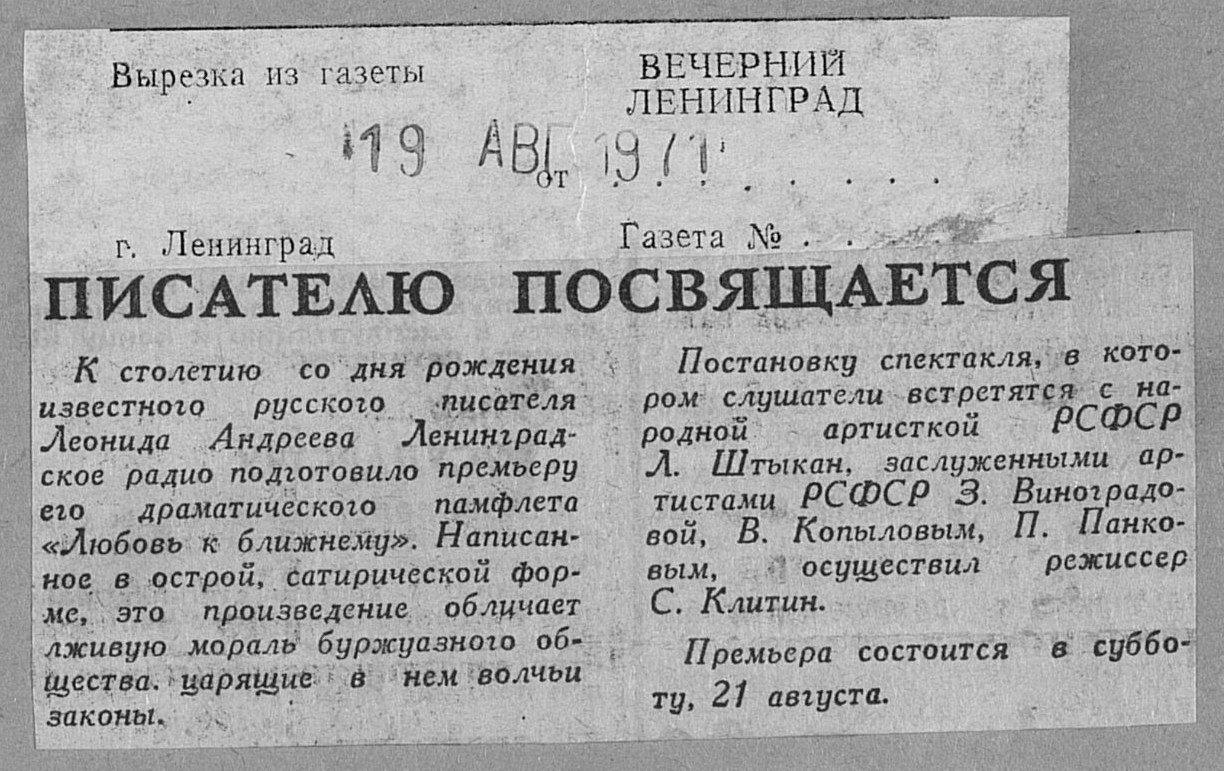 Вырезка из газеты
ВЕЧЕРНИЙ
ЛЕНИНГРАД
19 АВГ 1971
от . . . . . . . .
г. Ленинград
Газета № . . . .
ПИСАТЕЛЮ ПОСВЯЩАЕТСЯ
К столетию со дня рождения
известного русского писателя
Леонида Андреева Ленинград-
ское радио подготовило премьеру
его драматического памфлета
«Любовь к ближнему». Написан-
ное в острой, сатирической фор-
ме, это произведение обличает
лживую мораль буржуазного об-
щества. царящие в нем волчьи
законы.
Постановку спектакля, в кото-
ром слушатели встретятся с на-
родной артисткой РСФСР
Л. Штыкан, заслуженными ар-
тистами РСФСР З. Виноградо-
вой, В. Копыловым, П. Панко-
вым, осуществил режиссер
С. Клитин.
Премьера состоится в суббо-
ту, 21 августа.